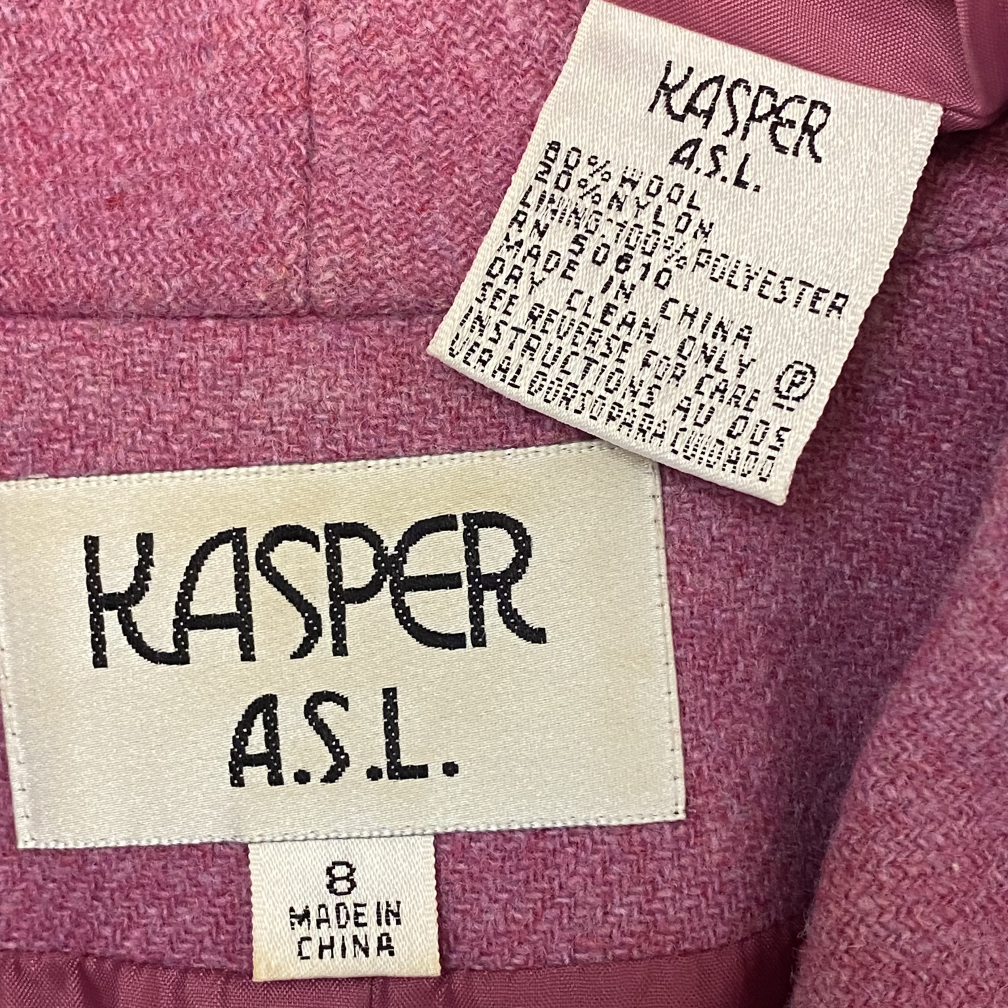 KASPER
A.S.L.
80% WOOL
20% NYLON
LINING:100% POLYESTER
RN 50610
MADE IN CHINA
DRY CLEAN ONLY P
SEE REVERSE FOR CARE
INSTRUCTIONS AU DOS
VER AL DORSO PARA CUIDADO
KASPER
A.S.L.
8
MADE IN
CHINA